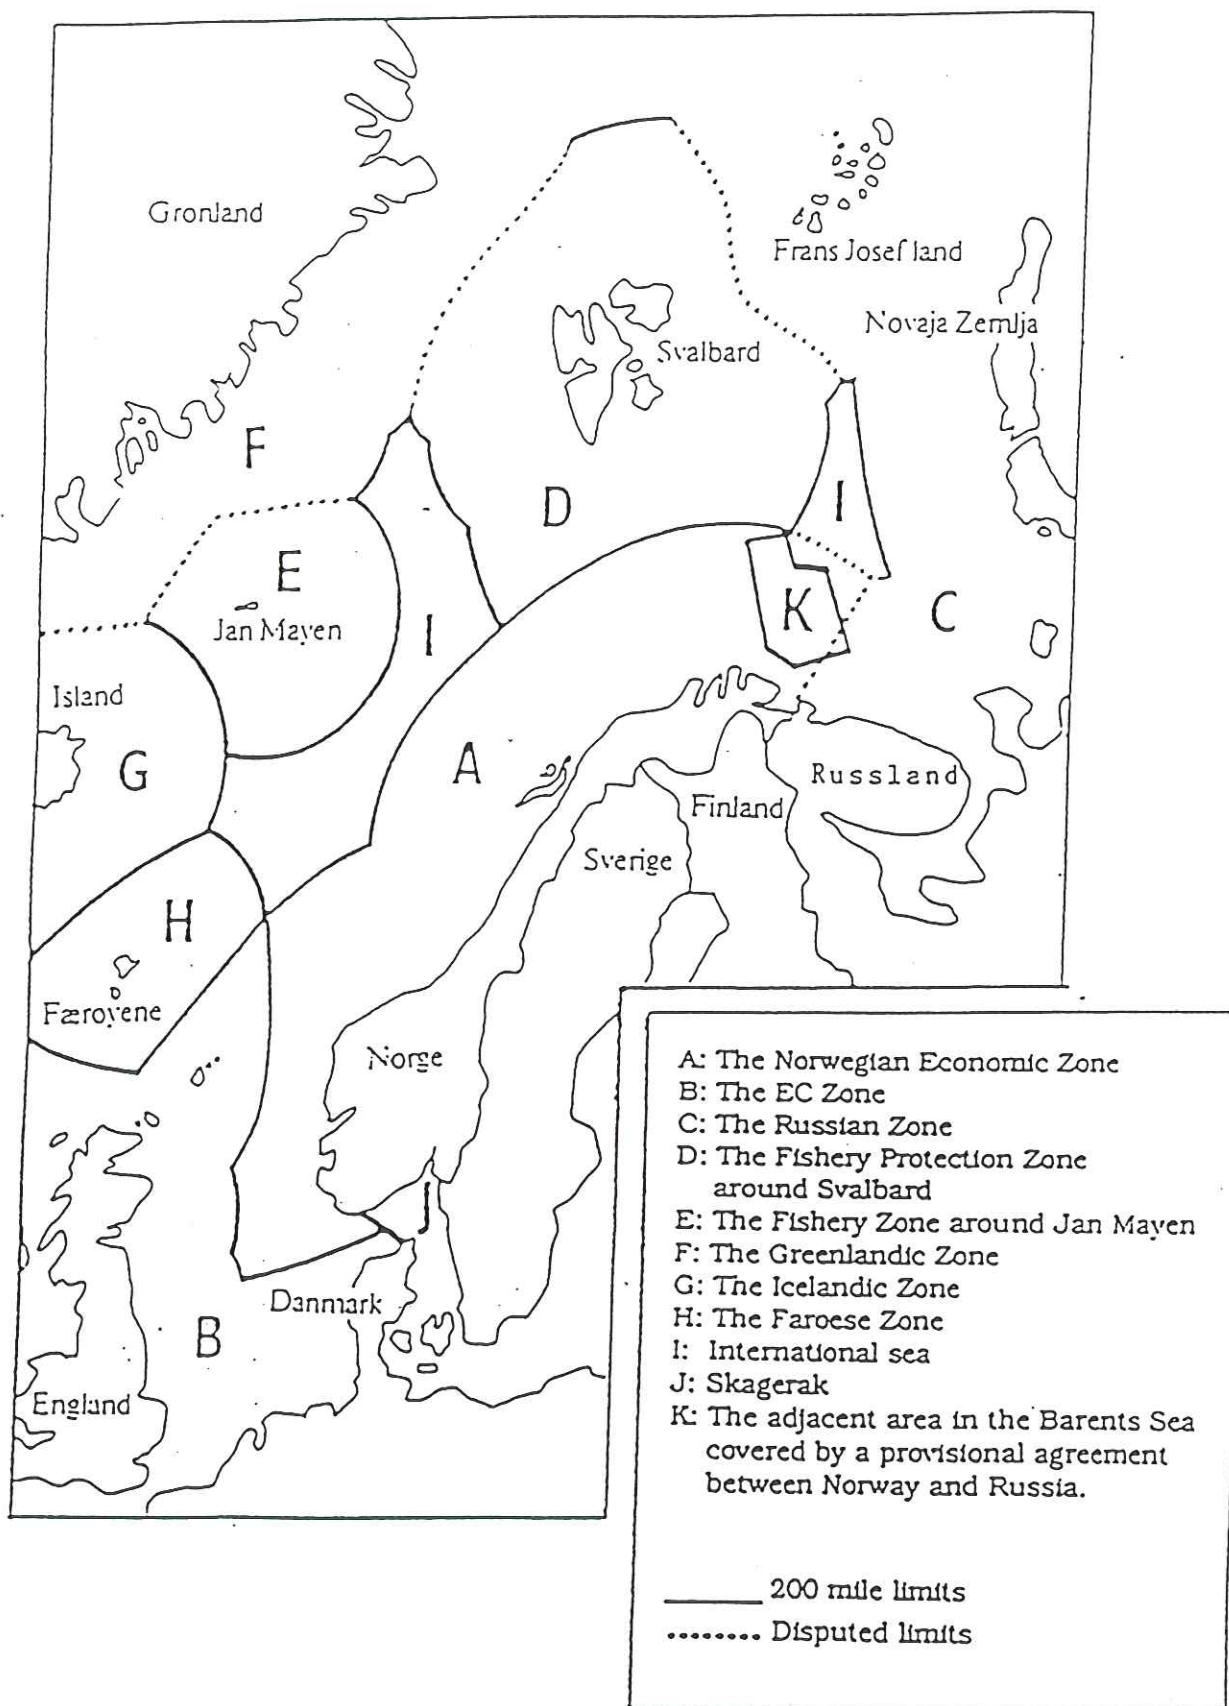 Gronland
Frans Josef land
Novaja Zemlja
Svalbard
F
D
I
E
Jan Mayen
I
K
C
Island
G
A
Russland
Finland
Sverige
H
Færoyene
Norge
J
Danmark
B
England
A: The Norwegian Economic Zone
B: The EC Zone
C: The Russian Zone
D: The Fishery Protection Zone
around Svalbard
E: The Fishery Zone around Jan Mayen
F: The Greenlandic Zone
G: The Icelandic Zone
H: The Faroese Zone
I: International sea
J: Skagerak
K: The adjacent area in the Barents Sea
covered by a provisional agreement
between Norway and Russia.
200 mile limits
Disputed limits